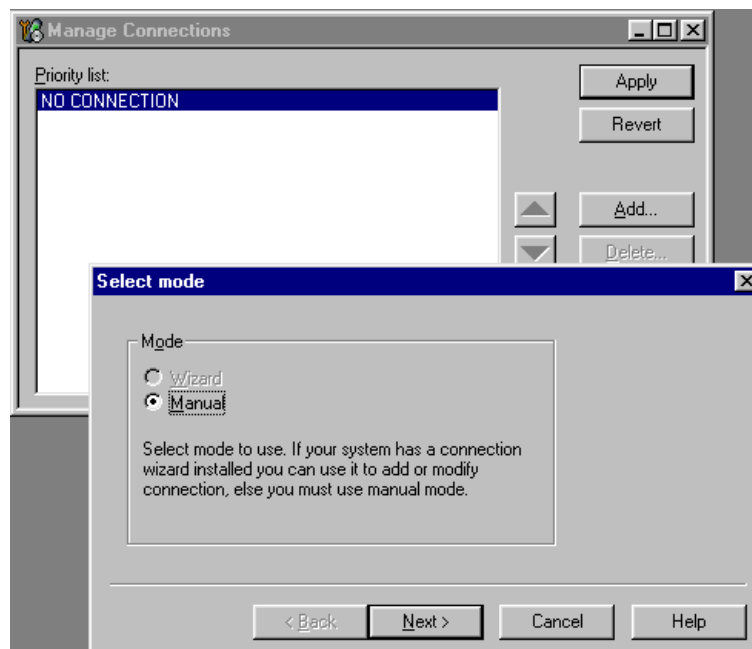 Manage Connections
Priority list:
NO CONNECTION
Apply
Revert
Add...
Delete...
Select mode
Mode
Wizard
Manual
Select mode to use. If your system has a connection
wizard installed you can use it to add or modify
connection, else you must use manual mode.
< Back
Next >
Cancel
Help